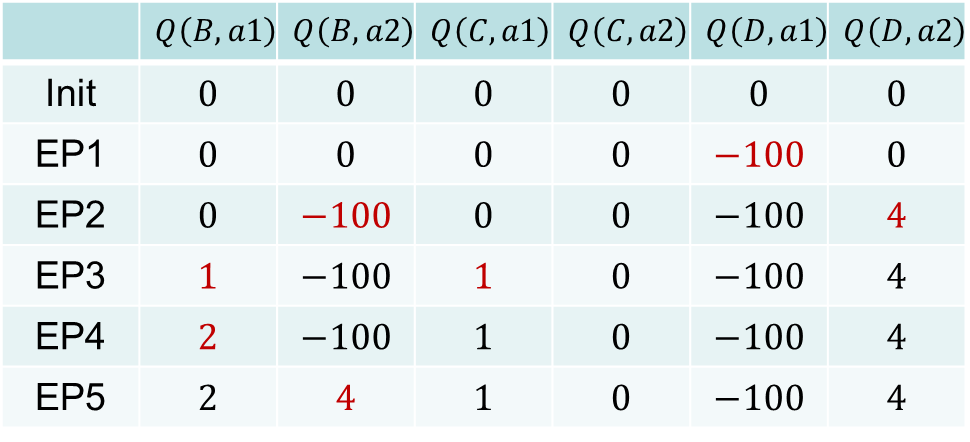 Q(B,a1) Q(B,a2) Q(C,a1) Q(C,a2) Q(D,a1) Q(D,a2)
Init 0 0 0 0 0 0
EP1 0 0 0 0 −100 0
EP2 0 −100 0 0 −100 4
EP3 1 −100 1 0 −100 4
EP4 2 −100 1 0 −100 4
EP5 2 4 1 0 −100 4